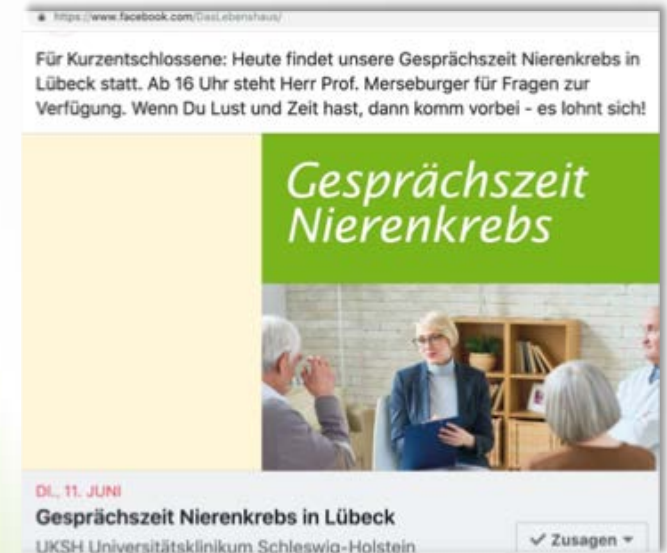 https://www.facebook.com/DasLebenshaus/
Für Kurzentschlossene: Heute findet unsere Gesprächszeit Nierenkrebs in
Lübeck statt. Ab 16 Uhr steht Herr Prof. Merseburger für Fragen zur
Verfügung. Wenn Du Lust und Zeit hast, dann komm vorbei - es lohnt sich!
Gesprächszeit
Nierenkrebs
DI., 11. JUNI
Gesprächszeit Nierenkrebs in Lübeck
UKSH Universitätsklinikum Schleswig-Holstein
✓ Zusagen ▾